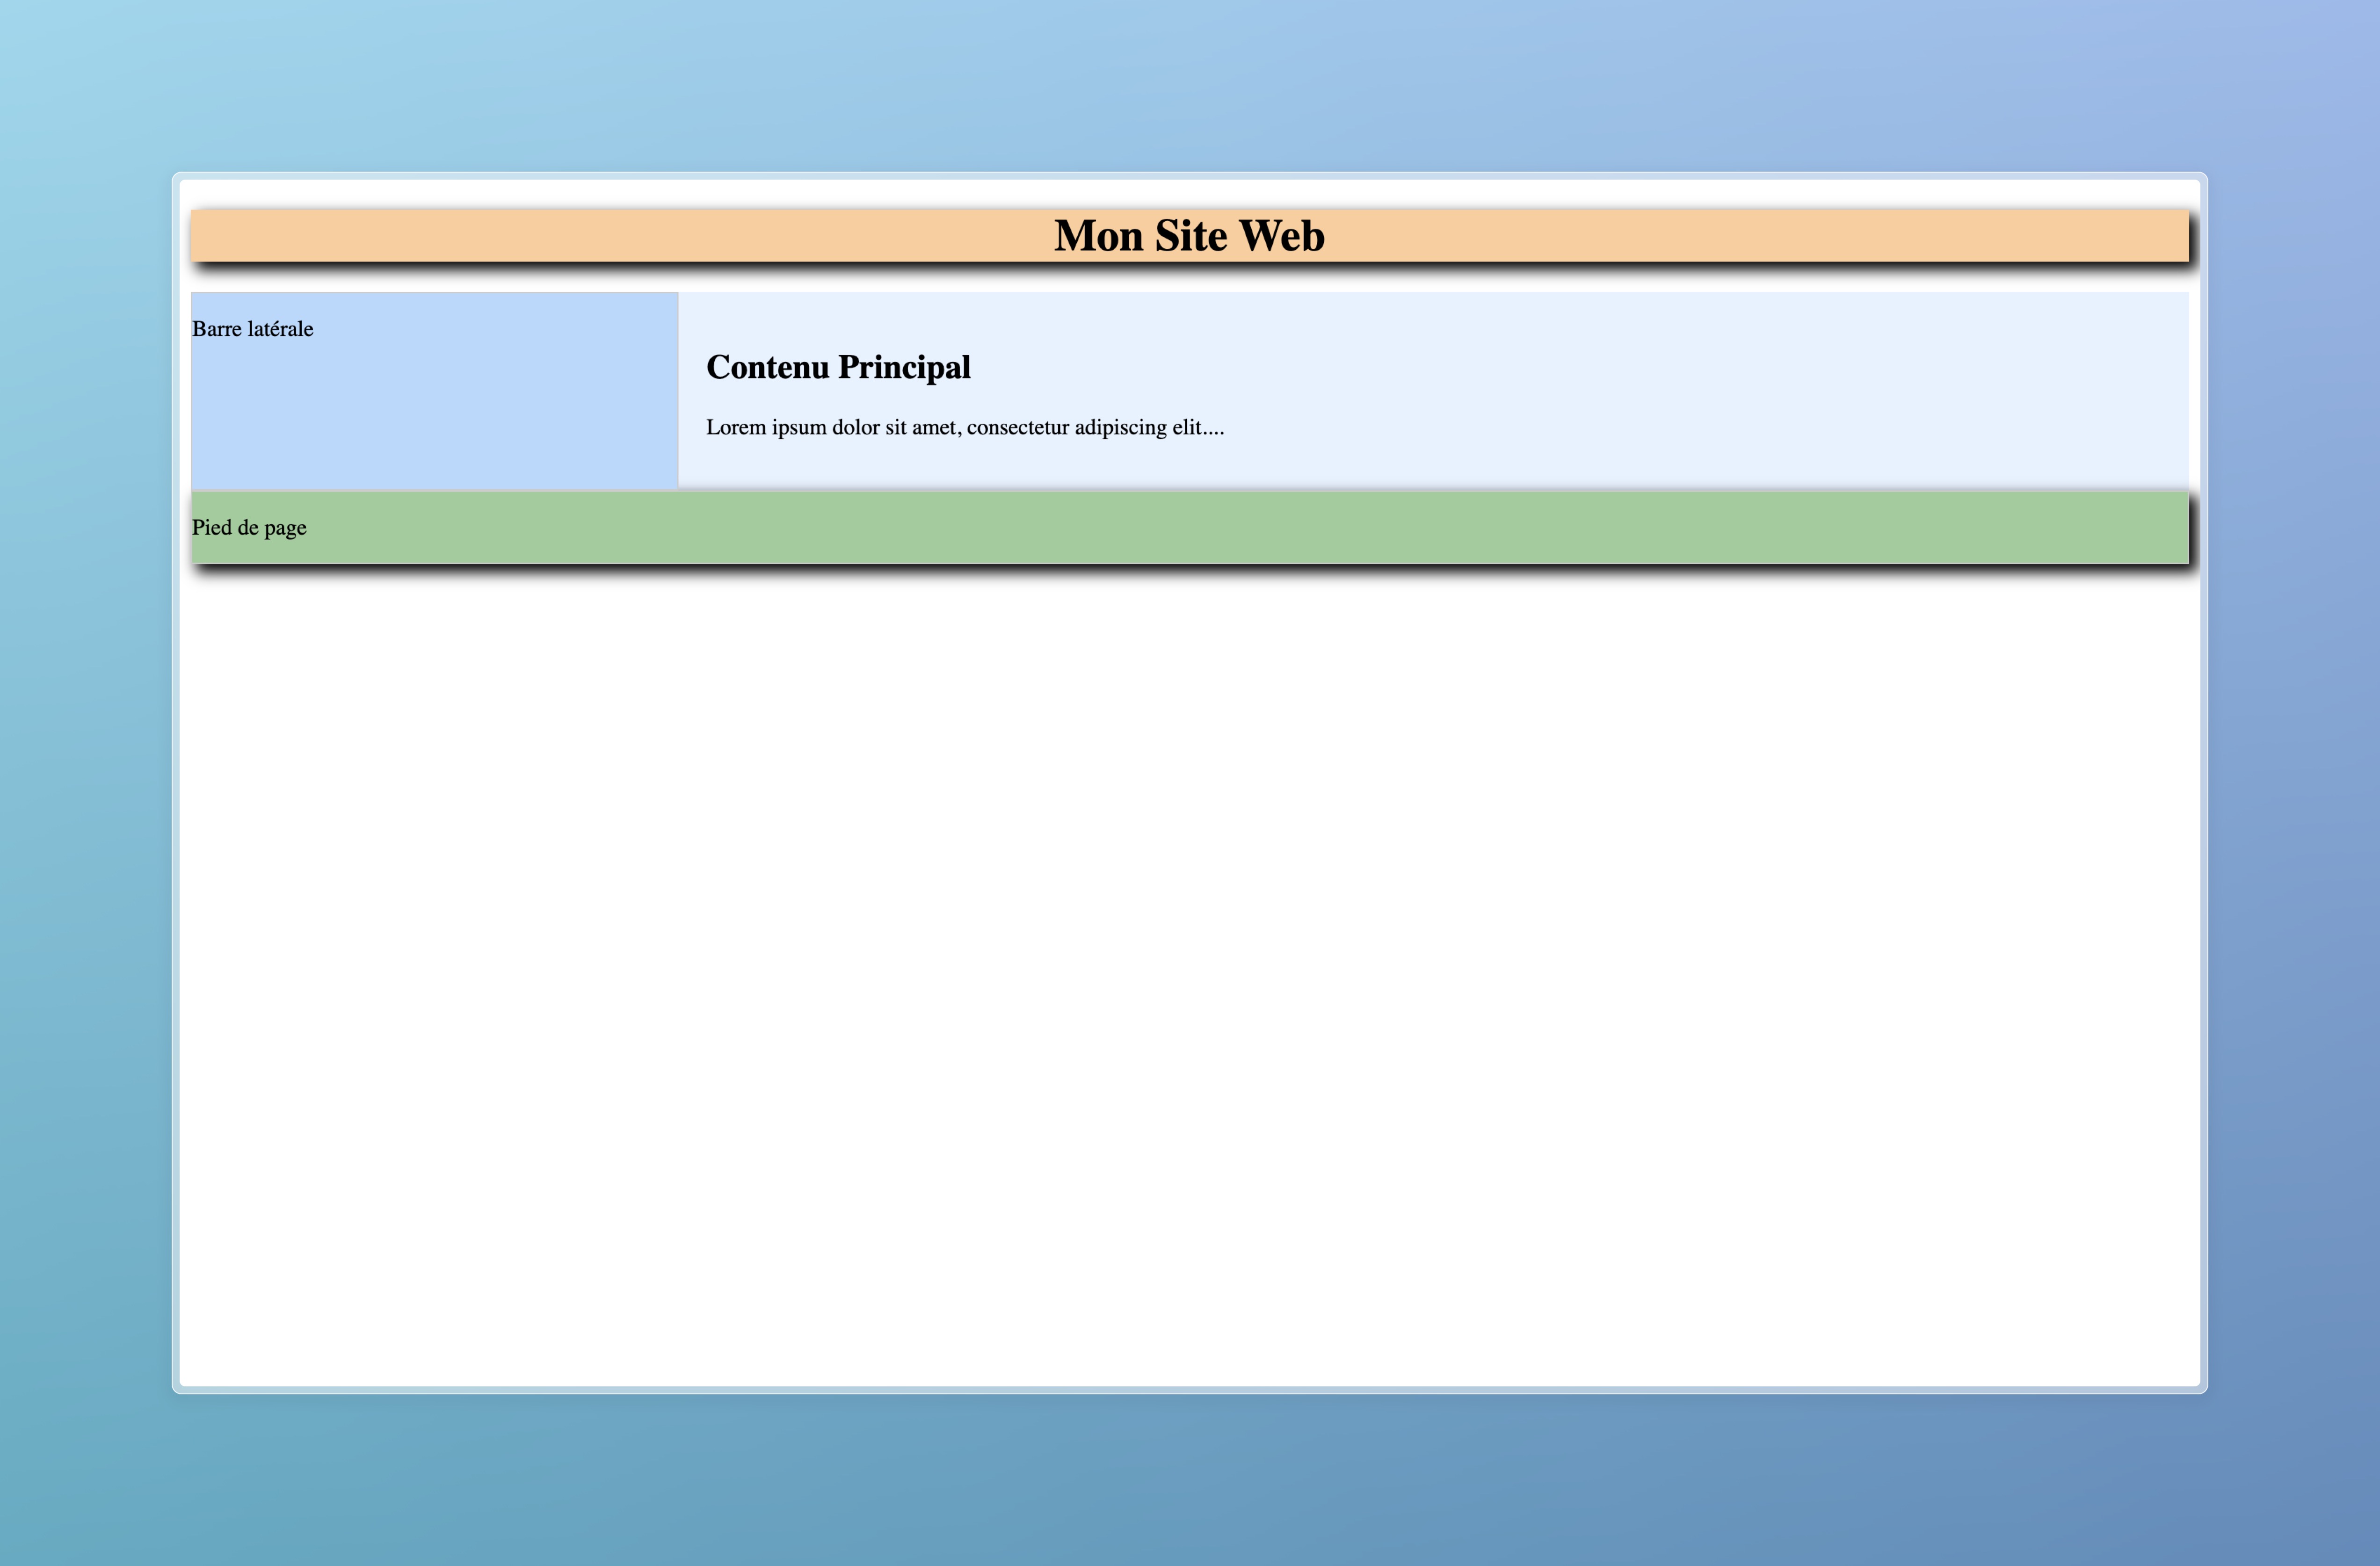 Mon Site Web
Barre latérale
Contenu Principal
Lorem ipsum dolor sit amet, consectetur adipiscing elit....
Pied de page